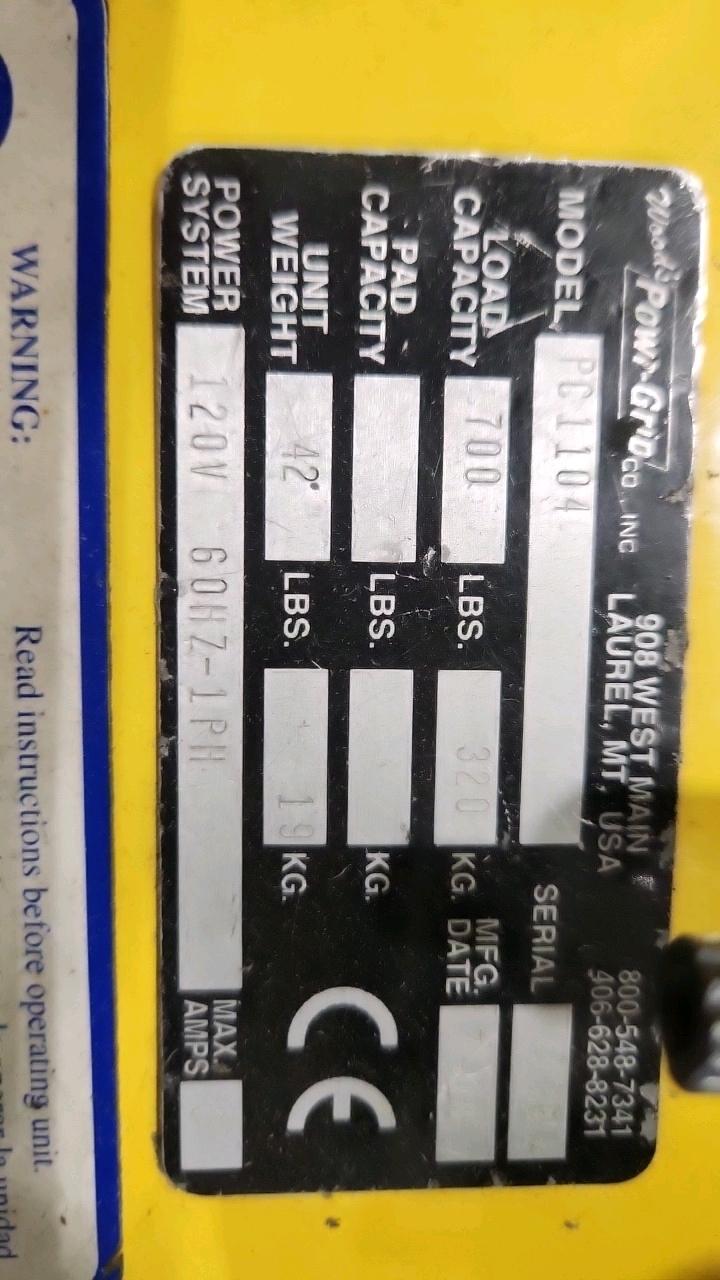 Wood's Powr-Grip CO., INC 908 WEST MAIN 800-548-7341
LAUREL, MT, USA 406-628-8231
MODEL PC1104 SERIAL
LOAD CAPACITY 700 LBS. 320 KG. MFG. DATE
PAD CAPACITY LBS. KG.
UNIT WEIGHT 42 LBS. 19 KG. CE
POWER SYSTEM 120V 60HZ-1PH MAX. AMPS
WARNING: Read instructions before operating unit.
la unidad